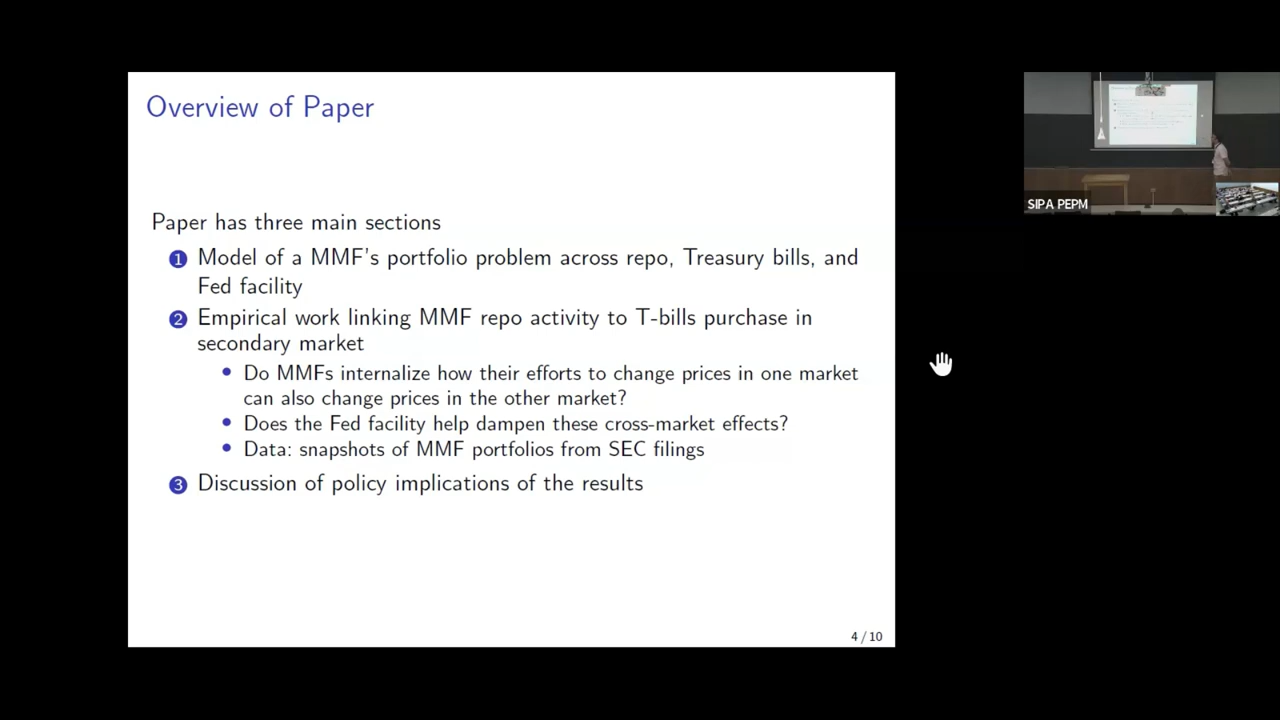 Overview of Paper
Paper has three main sections
1 Model of a MMF's portfolio problem across repo, Treasury bills, and
Fed facility
2 Empirical work linking MMF repo activity to T-bills purchase in
secondary market
• Do MMFs internalize how their efforts to change prices in one market
can also change prices in the other market?
• Does the Fed facility help dampen these cross-market effects?
• Data: snapshots of MMF portfolios from SEC filings
3 Discussion of policy implications of the results
4 / 10
SIPA PEPM